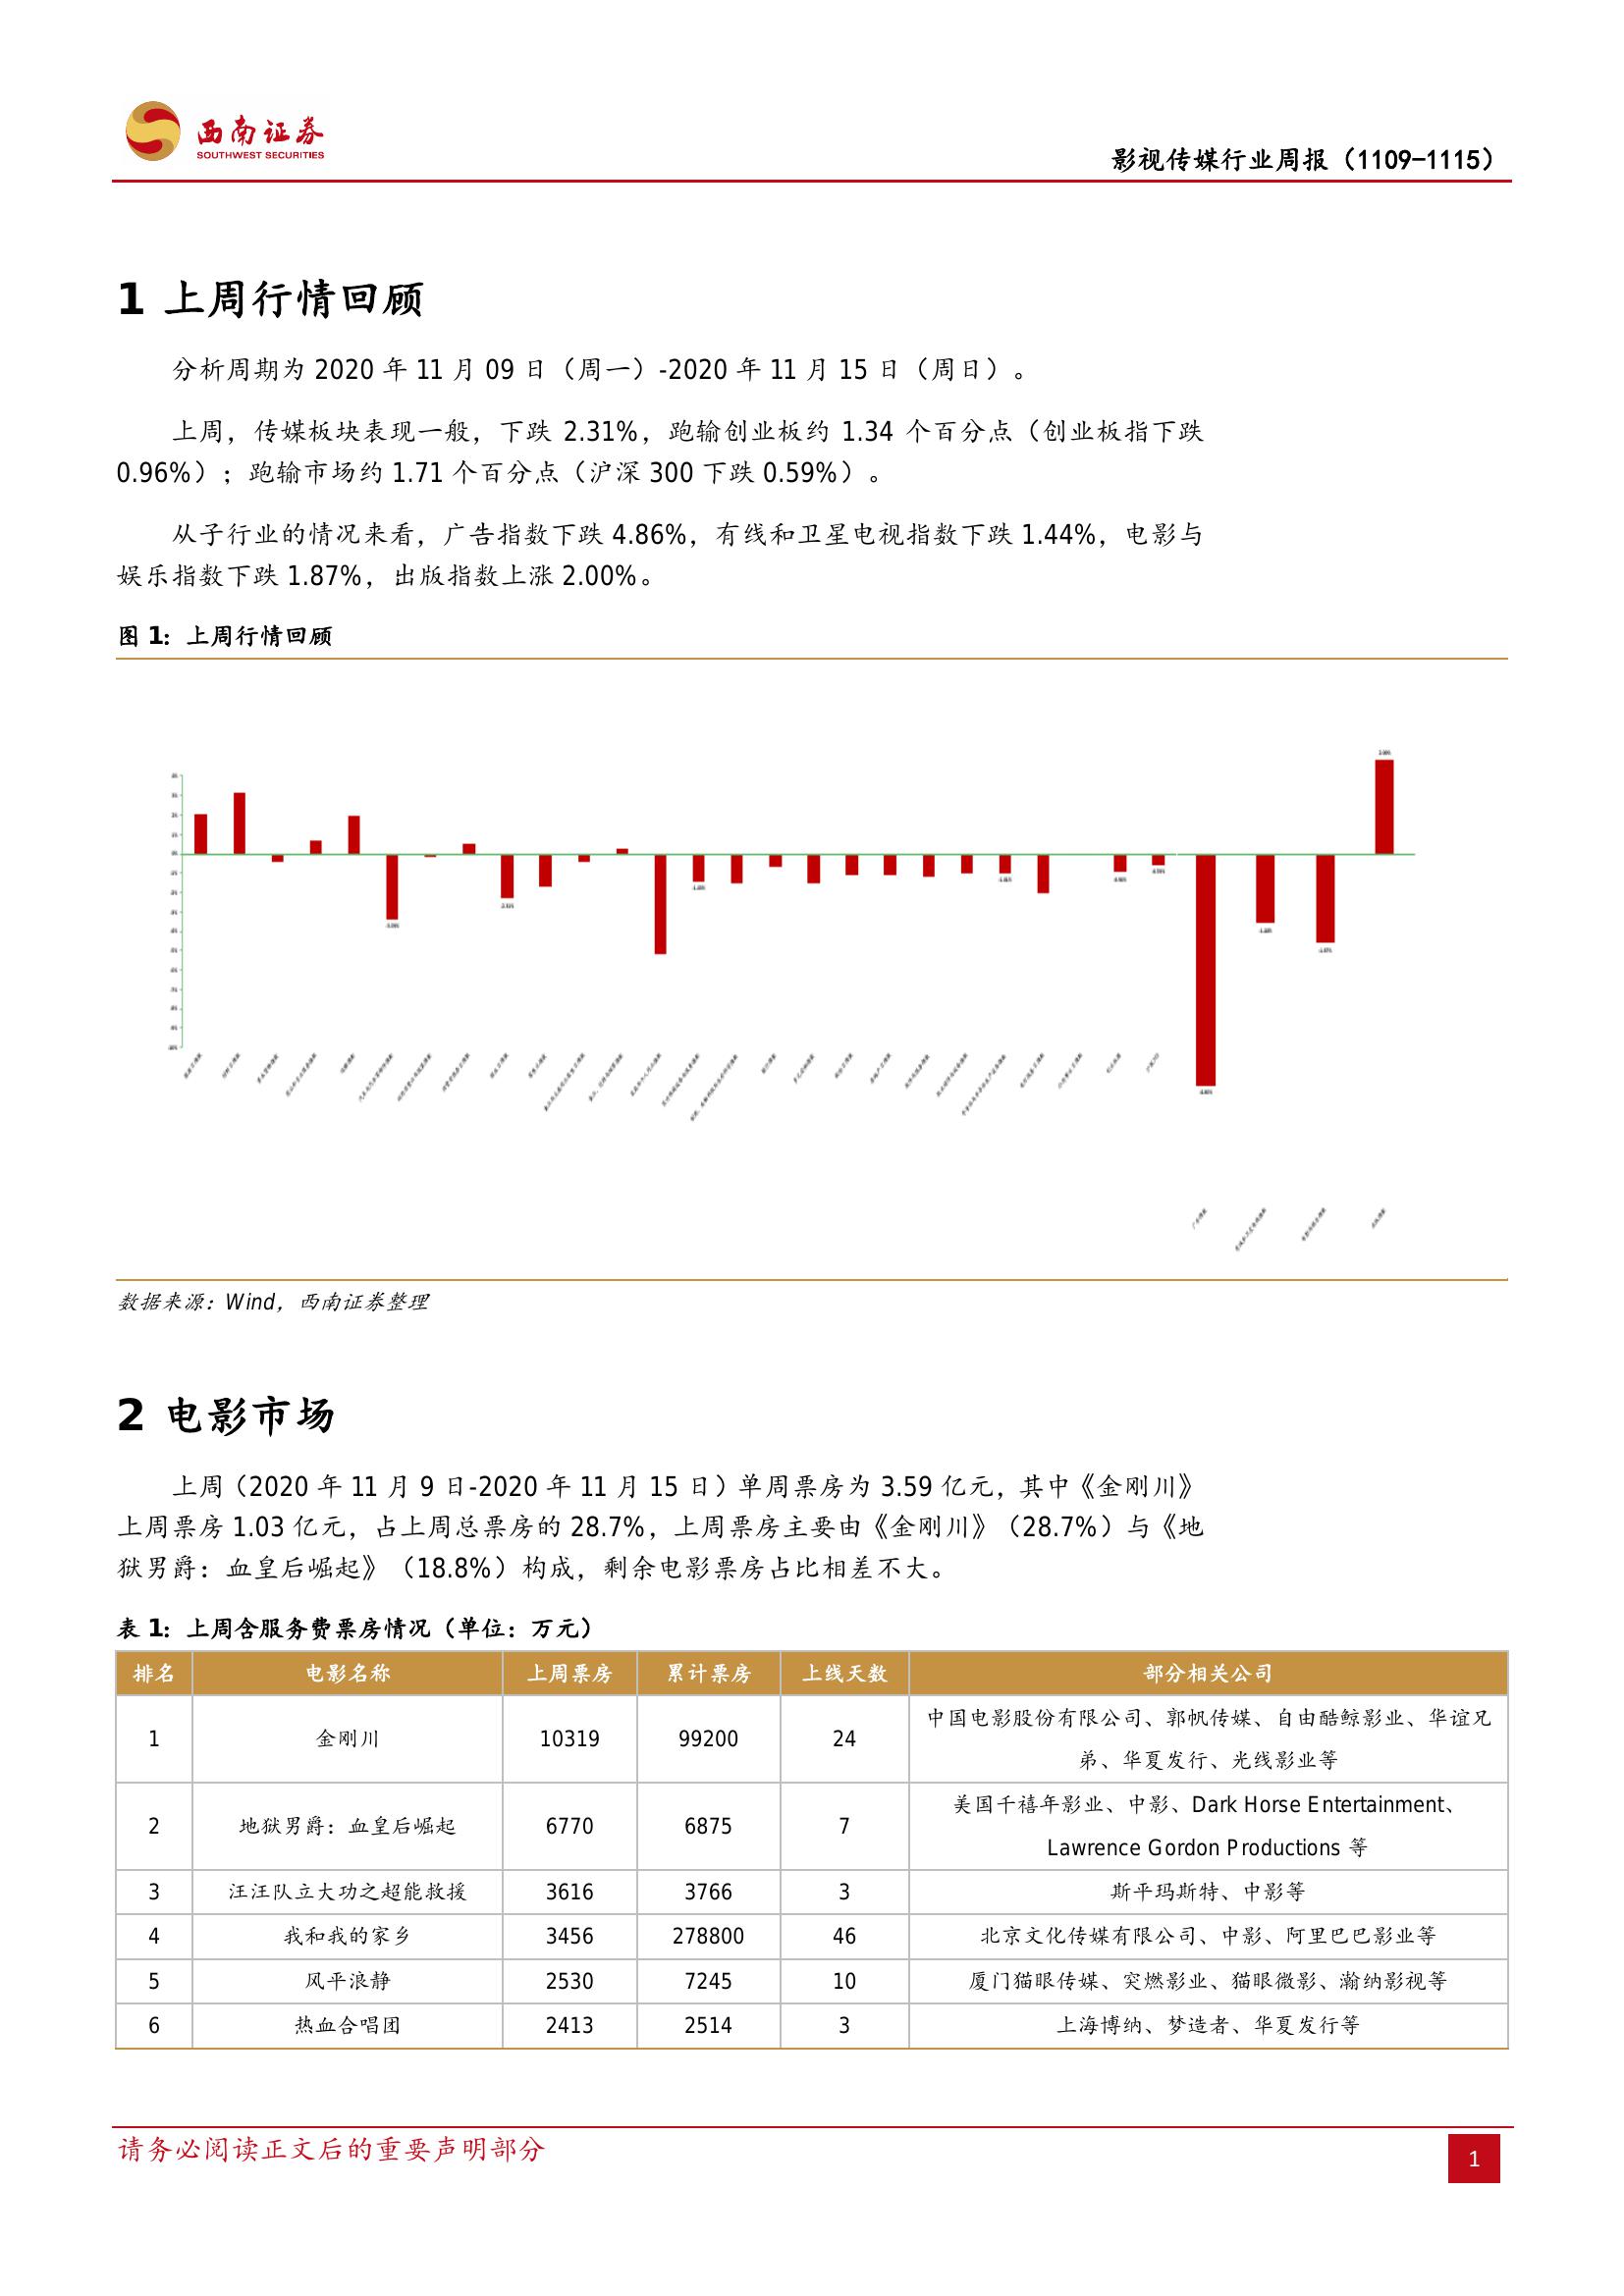 西南证券
SOUTHWEST SECURITIES
影视传媒行业周报（1109-1115）
1 上周行情回顾
分析周期为 2020 年 11 月 09 日（周一）-2020 年 11 月 15 日（周日）。
上周，传媒板块表现一般，下跌 2.31%，跑输创业板约 1.34 个百分点（创业板指下跌
0.96%）；跑输市场约 1.71 个百分点（沪深 300 下跌 0.59%）。
从子行业的情况来看，广告指数下跌 4.86%，有线和卫星电视指数下跌 1.44%，电影与
娱乐指数下跌 1.87%，出版指数上涨 2.00%。
图 1：上周行情回顾
数据来源：Wind，西南证券整理
2 电影市场
上周（2020 年 11 月 9 日-2020 年 11 月 15 日）单周票房为 3.59 亿元，其中《金刚川》
上周票房 1.03 亿元，占上周总票房的 28.7%，上周票房主要由《金刚川》（28.7%）与《地
狱男爵：血皇后崛起》（18.8%）构成，剩余电影票房占比相差不大。
表 1：上周含服务费票房情况（单位：万元）
排名 电影名称 上周票房 累计票房 上线天数 部分相关公司
1 金刚川 10319 99200 24 中国电影股份有限公司、郭帆传媒、自由酷鲸影业、华谊兄
弟、华夏发行、光线影业等
2 地狱男爵：血皇后崛起 6770 6875 7 美国千禧年影业、中影、Dark Horse Entertainment、
Lawrence Gordon Productions 等
3 汪汪队立大功之超能救援 3616 3766 3 斯平玛斯特、中影等
4 我和我的家乡 3456 278800 46 北京文化传媒有限公司、中影、阿里巴巴影业等
5 风平浪静 2530 7245 10 厦门猫眼传媒、突燃影业、猫眼微影、瀚纳影视等
6 热血合唱团 2413 2514 3 上海博纳、梦造者、华夏发行等
请务必阅读正文后的重要声明部分
1